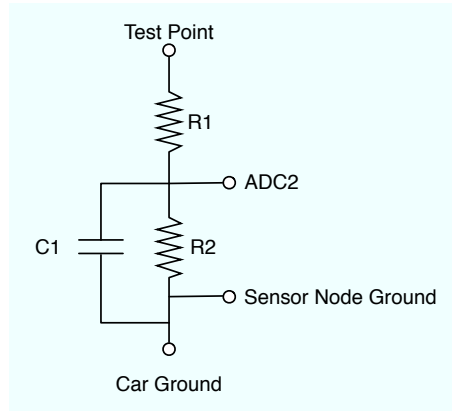 Test Point
R1
ADC2
C1
R2
Sensor Node Ground
Car Ground